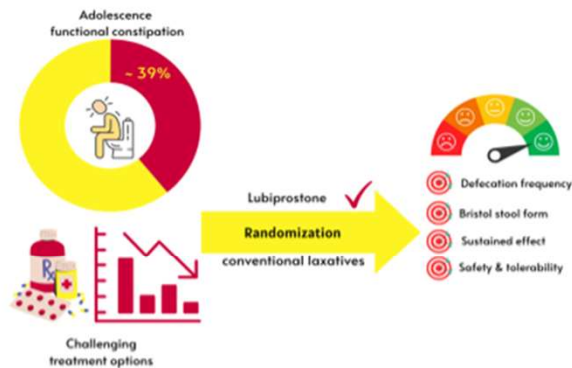 Adolescence
functional constipation
~ 39%
Rx
Challenging
treatment options
Lubiprostone
Randomization
conventional laxatives
Defecation frequency
Bristol stool form
Sustained effect
Safety & tolerability